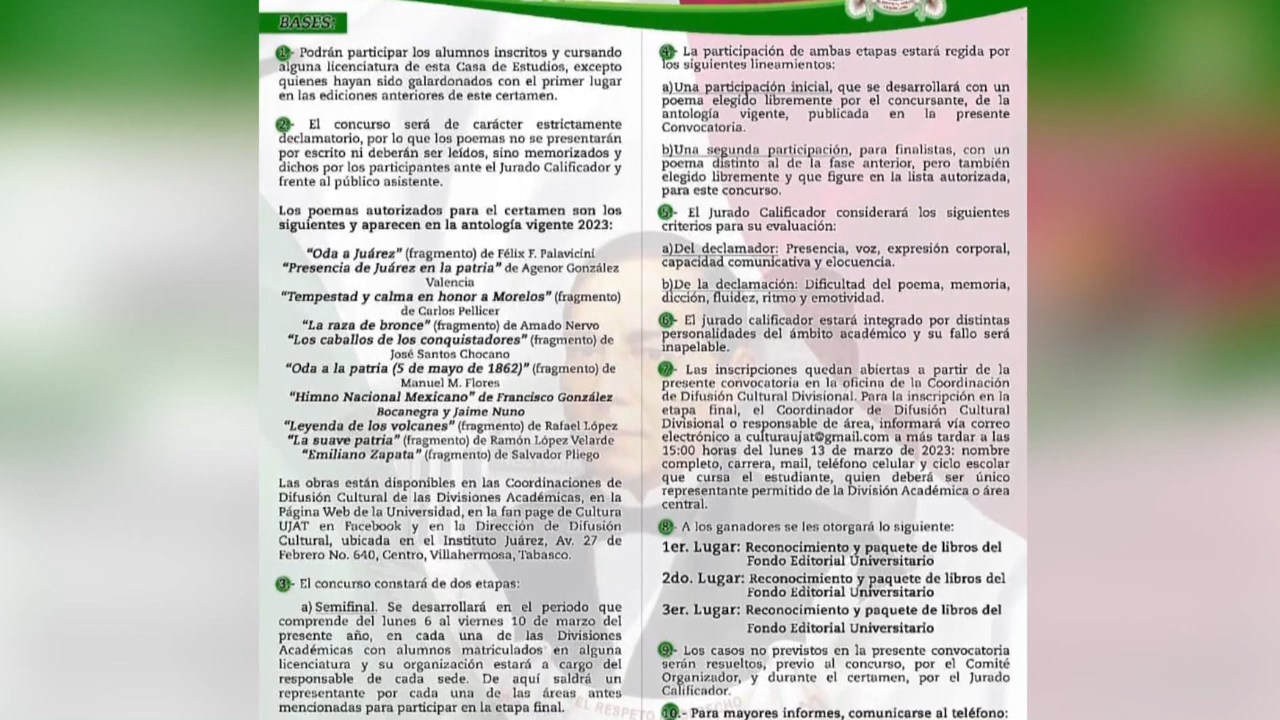 BASES:
1.- Podrán participar los alumnos inscritos y cursando
alguna licenciatura de esta Casa de Estudios, excepto
quienes hayan sido galardonados con el primer lugar
en las ediciones anteriores de este certamen.
2.- El concurso será de carácter estrictamente
declamatorio, por lo que los poemas no se presentarán
por escrito ni deberán ser leídos, sino memorizados y
dichos por los participantes ante el Jurado Calificador y
frente al público asistente.
Los poemas autorizados para el certamen son los
siguientes y aparecen en la antología vigente 2023:
“Oda a Juárez” (fragmento) de Félix F. Palavicini
“Presencia de Juárez en la patria” de Agenor González
Valencia
“Tempestad y calma en honor a Morelos” (fragmento)
de Carlos Pellicer
“La raza de bronce” (fragmento) de Amado Nervo
“Los caballos de los conquistadores” (fragmento) de
José Santos Chocano
“Oda a la patria (5 de mayo de 1862)” (fragmento) de
Manuel M. Flores
“Himno Nacional Mexicano” de Francisco González
Bocanegra y Jaime Nuno
“Leyenda de los volcanes” (fragmento) de Rafael López
“La suave patria” (fragmento) de Ramón López Velarde
“Emiliano Zapata” (fragmento) de Salvador Pliego
Las obras están disponibles en las Coordinaciones de
Difusión Cultural de las Divisiones Académicas, en la
Página Web de la Universidad, en la fan page de Cultura
UJAT en Facebook y en la Dirección de Difusión
Cultural, ubicada en el Instituto Juárez, Av. 27 de
Febrero No. 640, Centro, Villahermosa, Tabasco.
3.- El concurso constará de dos etapas:
a) Semifinal. Se desarrollará en el periodo que
comprende del lunes 6 al viernes 10 de marzo del
presente año, en cada una de las Divisiones
Académicas con alumnos matriculados en alguna
licenciatura y su organización estará a cargo del
responsable de cada sede. De aquí saldrá un
representante por cada una de las áreas antes
mencionadas para participar en la etapa final.
4.- La participación de ambas etapas estará regida por
los siguientes lineamientos:
a)Una participación inicial, que se desarrollará con un
poema elegido libremente por el concursante, de la
antología vigente, publicada en la presente
Convocatoria.
b)Una segunda participación, para finalistas, con un
poema distinto al de la fase anterior, pero también
elegido libremente y que figure en la lista autorizada,
para este concurso.
5.- El Jurado Calificador considerará los siguientes
criterios para su evaluación:
a)Del declamador: Presencia, voz, expresión corporal,
capacidad comunicativa y elocuencia.
b)De la declamación: Dificultad del poema, memoria,
dicción, fluidez, ritmo y emotividad.
6.- El jurado calificador estará integrado por distintas
personalidades del ámbito académico y su fallo será
inapelable.
7.- Las inscripciones quedan abiertas a partir de la
presente convocatoria en la oficina de la Coordinación
de Difusión Cultural Divisional. Para la inscripción en la
etapa final, el Coordinador de Difusión Cultural
Divisional o responsable de área, informará vía correo
electrónico a culturaujat@gmail.com a más tardar a las
15:00 horas del lunes 13 de marzo de 2023: nombre
completo, carrera, mail, teléfono celular y ciclo escolar
que cursa el estudiante, quien deberá ser único
representante permitido de la División Académica o área
central.
8.- A los ganadores se les otorgará lo siguiente:
1er. Lugar: Reconocimiento y paquete de libros del
Fondo Editorial Universitario
2do. Lugar: Reconocimiento y paquete de libros del
Fondo Editorial Universitario
3er. Lugar: Reconocimiento y paquete de libros del
Fondo Editorial Universitario
9.- Los casos no previstos en la presente convocatoria
serán resueltos, previo al concurso, por el Comité
Organizador, y durante el certamen, por el Jurado
Calificador.
10.- Para mayores informes, comunicarse al teléfono: